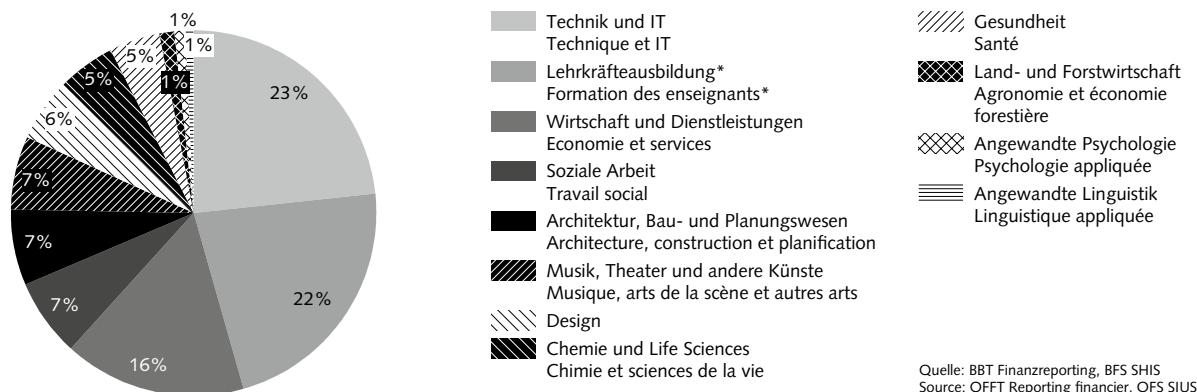 1%
1%
5%
5%
1%
23%
6%
7%
7%
7%
22%
16%
Technik und IT
Technique et IT
Lehrkräfteausbildung*
Formation des enseignants*
Wirtschaft und Dienstleistungen
Economie et services
Soziale Arbeit
Travail social
Architektur, Bau- und Planungswesen
Architecture, construction et planification
Musik, Theater und andere Künste
Musique, arts de la scène et autres arts
Design
Chemie und Life Sciences
Chimie et sciences de la vie
Gesundheit
Santé
Land- und Forstwirtschaft
Agronomie et économie
forestière
Angewandte Psychologie
Psychologie appliquée
Angewandte Linguistik
Linguistique appliquée
Quelle: BBT Finanzreporting, BFS SHIS
Source: OFFT Reporting financier, OFS SIUS